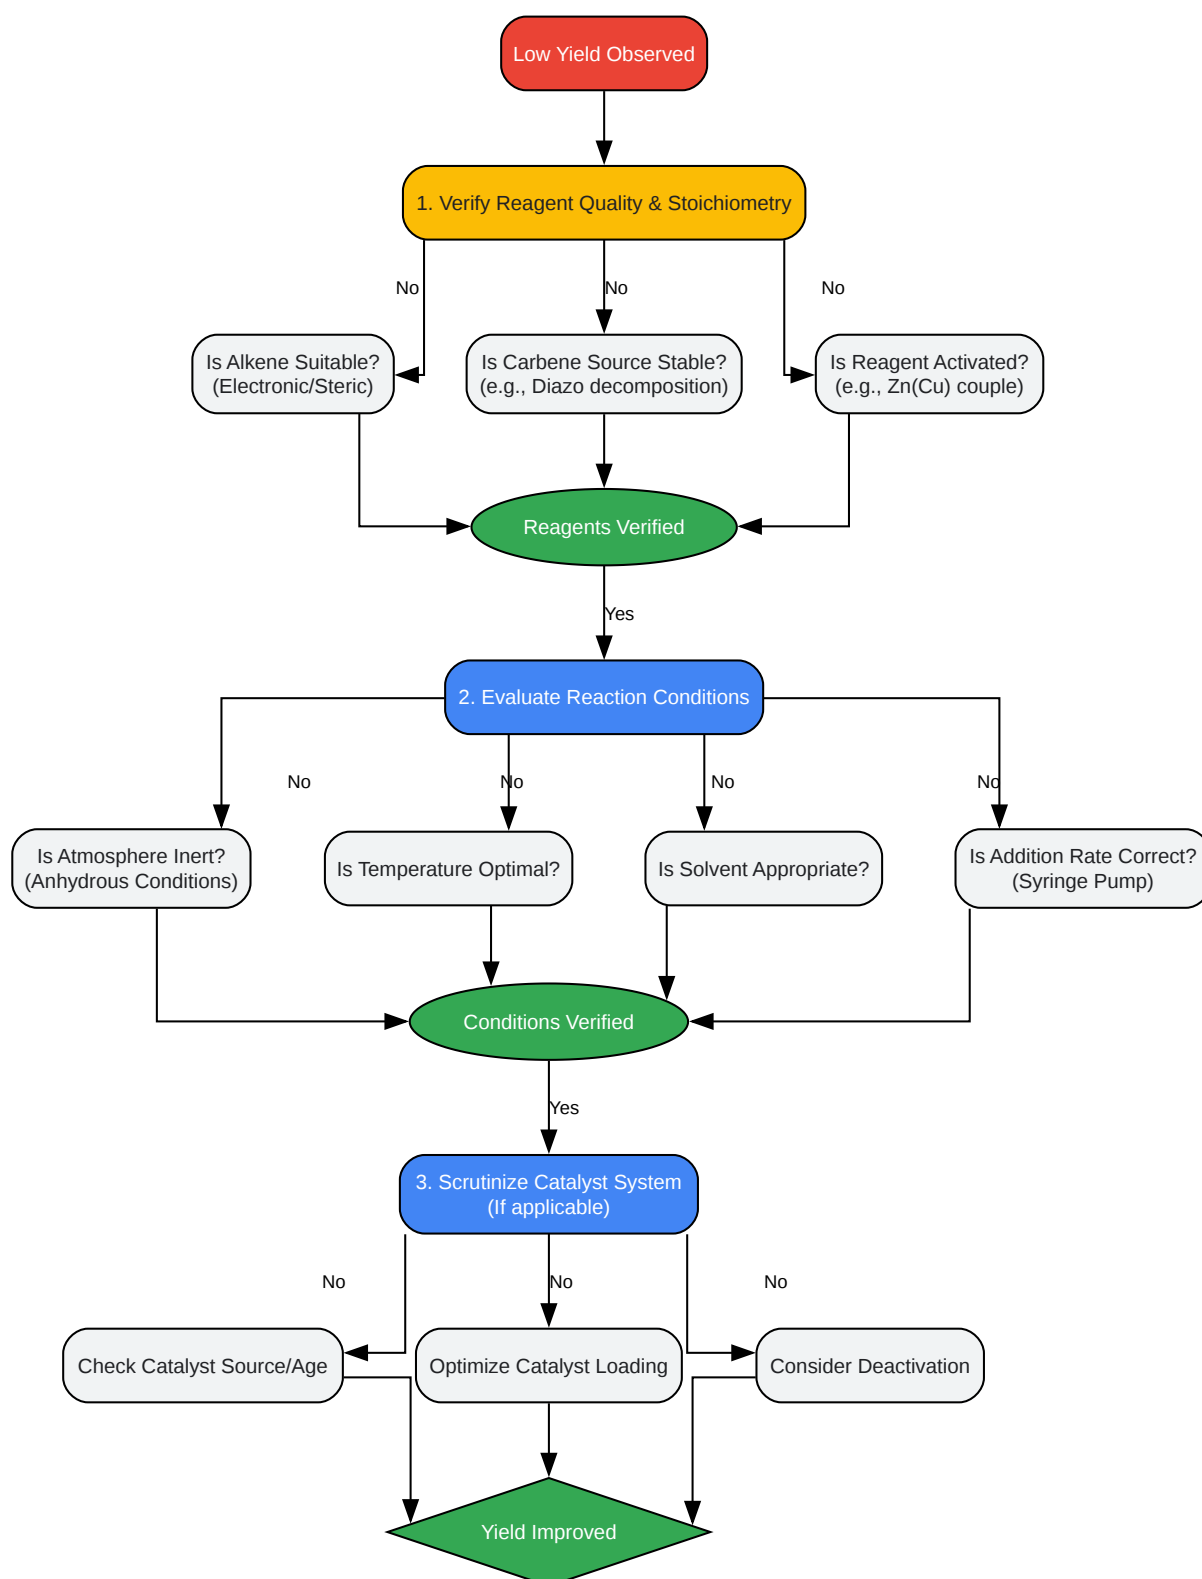 Low Yield Observed
1. Verify Reagent Quality & Stoichiometry
No
No
No
Is Alkene Suitable?
(Electronic/Steric)
Is Carbene Source Stable?
(e.g., Diazo decomposition)
Is Reagent Activated?
(e.g., Zn(Cu) couple)
Reagents Verified
Yes
2. Evaluate Reaction Conditions
No
No
No
No
Is Atmosphere Inert?
(Anhydrous Conditions)
Is Temperature Optimal?
Is Solvent Appropriate?
Is Addition Rate Correct?
(Syringe Pump)
Conditions Verified
Yes
3. Scrutinize Catalyst System
(If applicable)
No
No
No
Check Catalyst Source/Age
Optimize Catalyst Loading
Consider Deactivation
Yield Improved